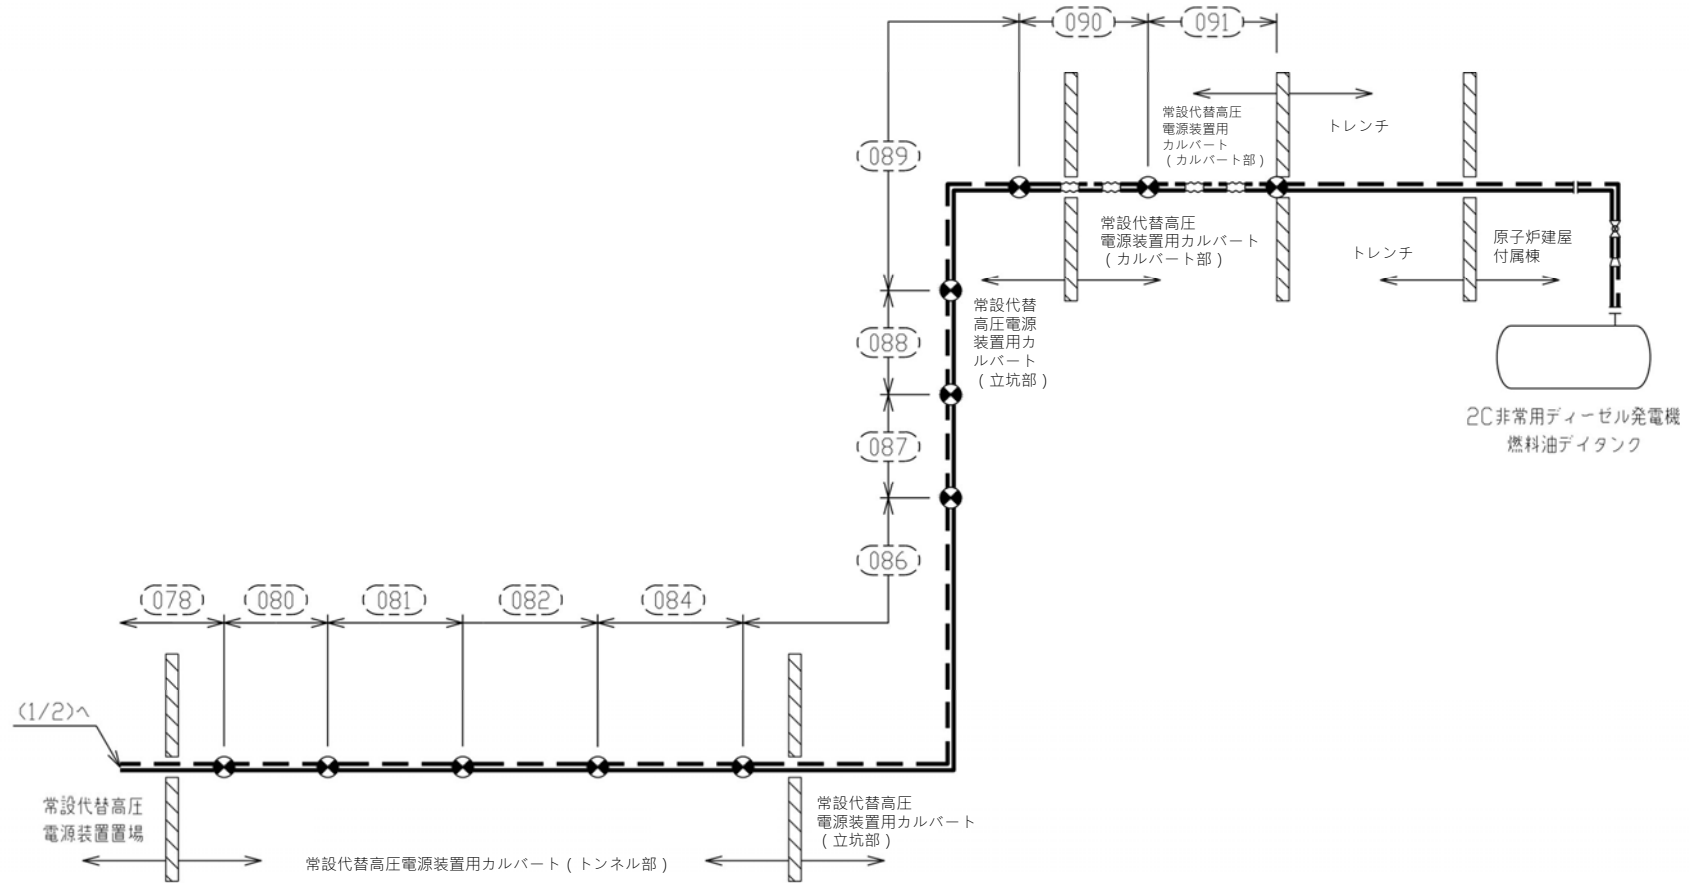 090
091
常設代替高圧
電源装置用
カルバート
(カルバート部)
トレンチ
089
常設代替高圧
電源装置用カルバート
(カルバート部)
トレンチ
原子炉建屋
付属棟
常設代替
高圧電源
装置用カ
ルバート
(立坑部)
088
2C非常用ディーゼル発電機
燃料油デイタンク
087
086
078
080
081
082
084
(1/2)へ
常設代替高圧
電源装置置場
常設代替高圧
電源装置用カルバート
(立坑部)
常設代替高圧電源装置用カルバート(トンネル部)